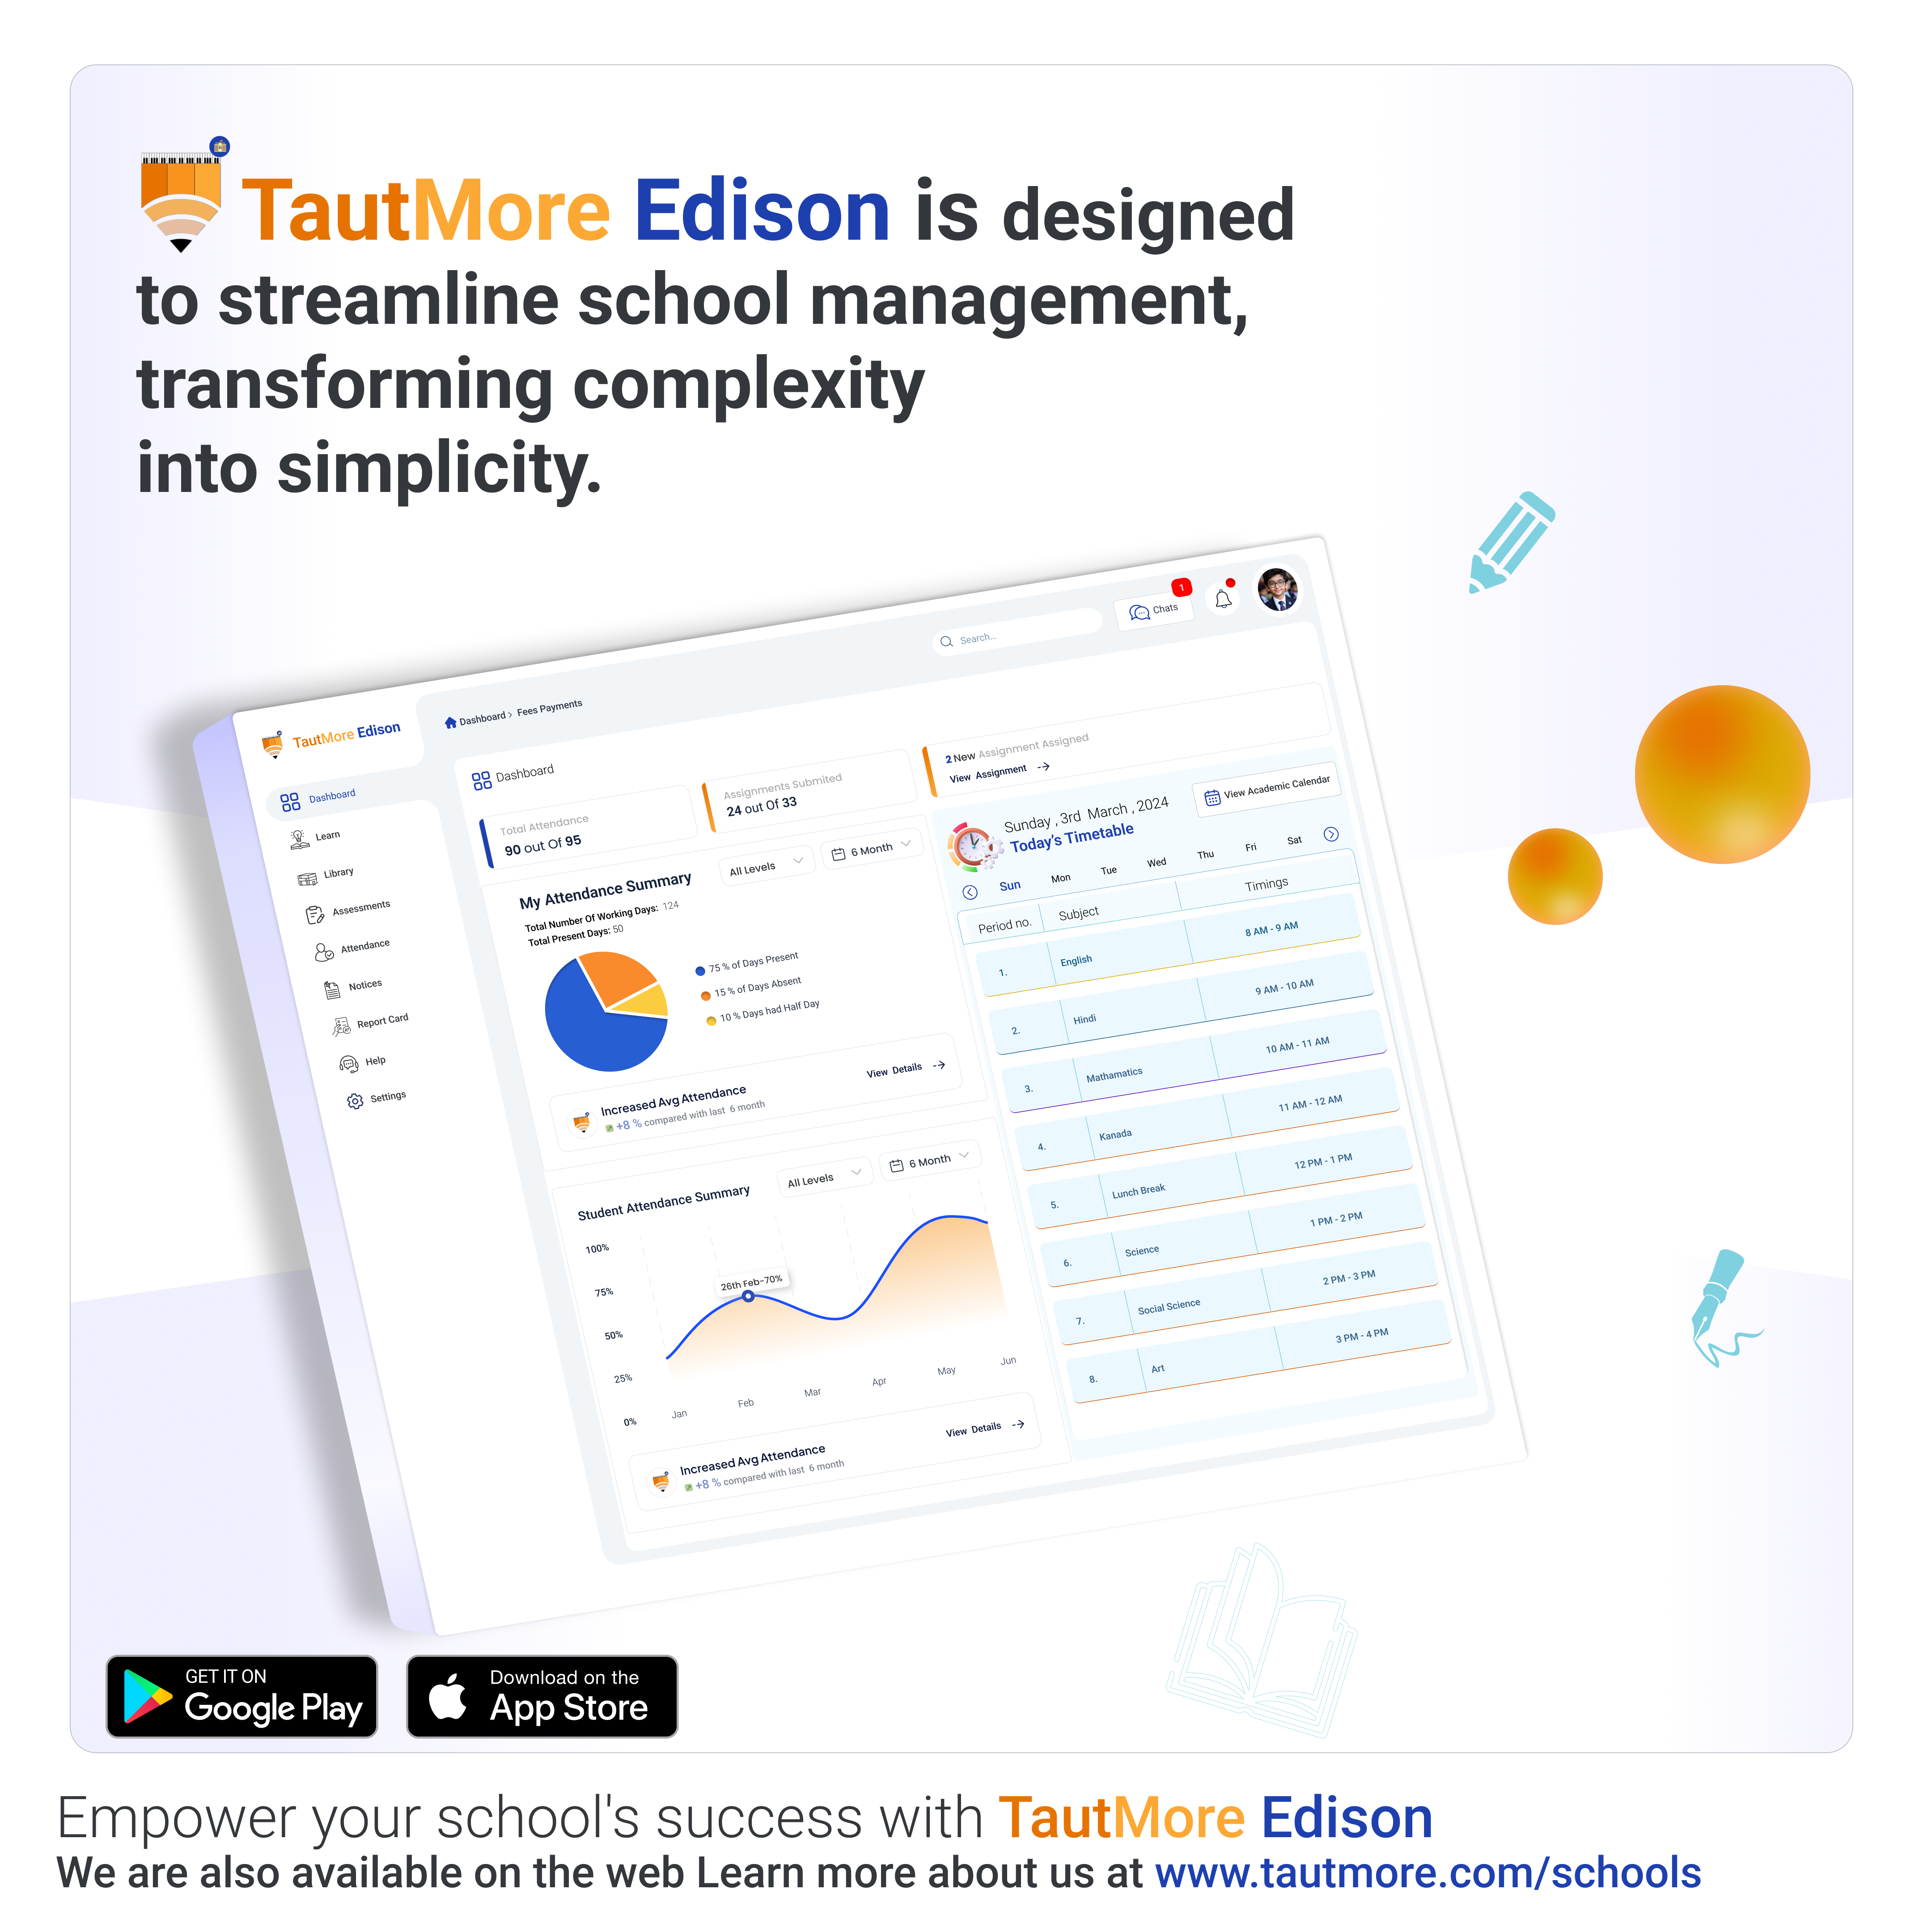 TautMore Edison is designed
to streamline school management,
transforming complexity
into simplicity.
Search...
Chats
1
TautMore Edison
Dashboard > Fees Payments
Dashboard
Learn
Library
Assessments
Attendance
Notices
Report Card
Help
Settings
Dashboard
Total Attendance
90 out Of 95
Assignments Submited
24 out Of 33
2 New Assignment Assigned
View Assignment
My Attendance Summary
All Levels
6 Month
Total Number Of Working Days: 124
Total Present Days: 50
75 % of Days Present
15 % of Days Absent
10 % Days had Half Day
Increased Avg Attendance
+8 % compared with last 6 month
View Details
Student Attendance Summary
All Levels
6 Month
100%
75%
50%
25%
0%
26th Feb-70%
Jan
Feb
Mar
Apr
May
Jun
Increased Avg Attendance
+8 % compared with last 6 month
View Details
Sunday , 3rd March , 2024
Today's Timetable
View Academic Calendar
Sun Mon Tue Wed Thu Fri Sat
Period no. Subject Timings
1. English 8 AM - 9 AM
2. Hindi 9 AM - 10 AM
3. Mathamatics 10 AM - 11 AM
4. Kanada 11 AM - 12 AM
5. Lunch Break 12 PM - 1 PM
6. Science 1 PM - 2 PM
7. Social Science 2 PM - 3 PM
8. Art 3 PM - 4 PM
GET IT ON
Google Play
Download on the
App Store
Empower your school's success with TautMore Edison
We are also available on the web Learn more about us at www.tautmore.com/schools